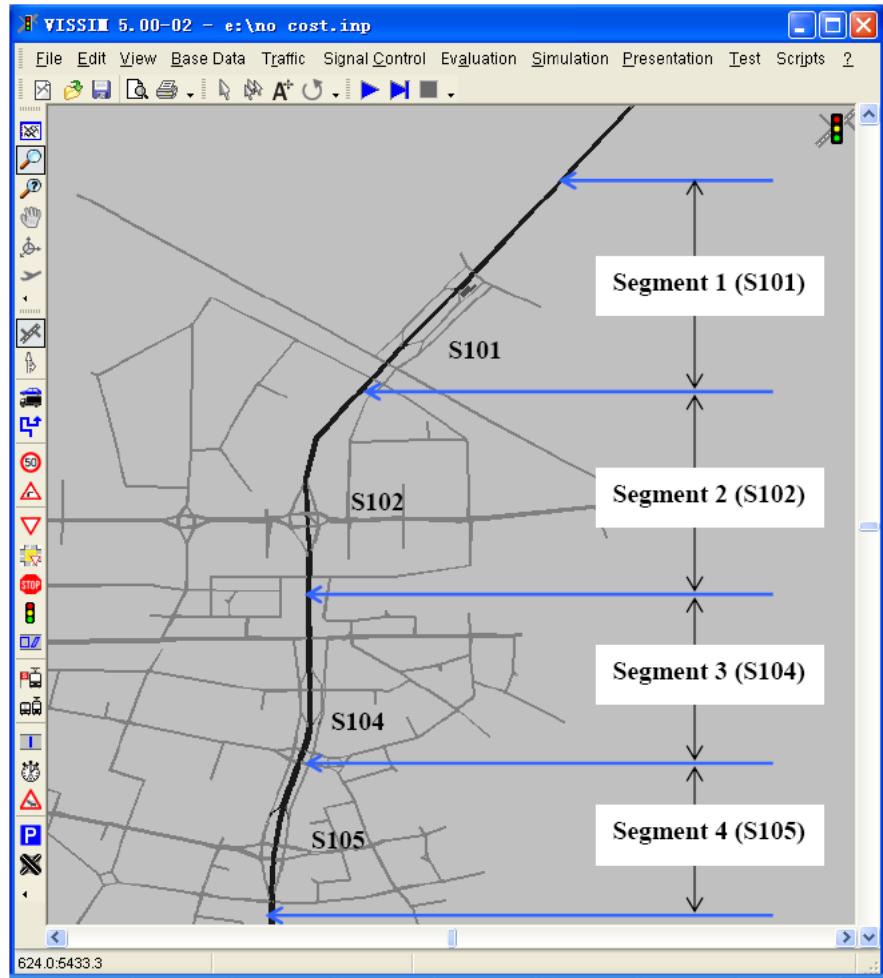 VISSIM 5.00-02 - e:\no cost.inp
File Edit View Base Data Traffic Signal Control Evaluation Simulation Presentation Test Scripts ?
A+
Segment 1 (S101)
S101
Segment 2 (S102)
50
S102
STOP
Segment 3 (S104)
S104
Segment 4 (S105)
S105
P
624.0:5433.3